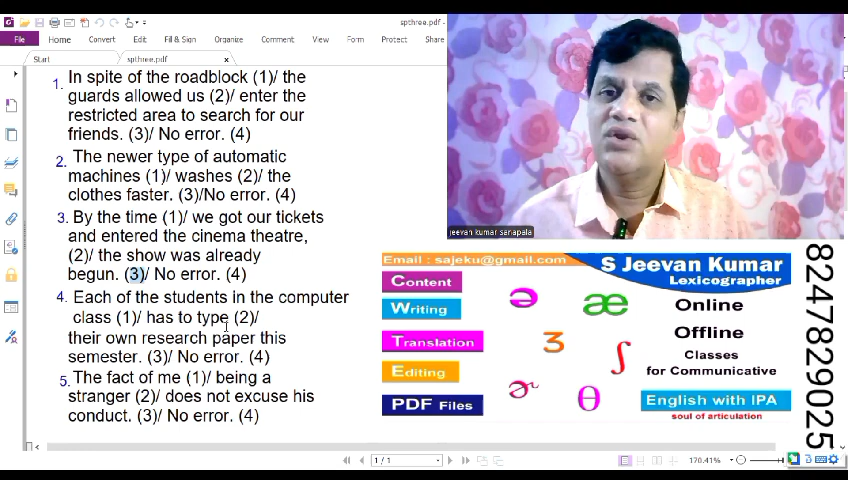 spthree.pdf
File Home Convert Edit Fill & Sign Organize Comment View Form Protect
Start spthree.pdf
1. In spite of the roadblock (1)/ the
guards allowed us (2)/ enter the
restricted area to search for our
friends. (3)/ No error. (4)
2. The newer type of automatic
machines (1)/ washes (2)/ the
clothes faster. (3)/No error. (4)
3. By the time (1)/ we got our tickets
and entered the cinema theatre,
(2)/ the show was already
begun. (3)/ No error. (4)
4. Each of the students in the computer
class (1)/ has to type (2)/
their own research paper this
semester. (3)/ No error. (4)
5. The fact of me (1)/ being a
stranger (2)/ does not excuse his
conduct. (3)/ No error. (4)
jeevan kumar sanapala
Email : sajeku@gmail.com
S Jeevan Kumar
Lexicographer
Content
Writing
Translation
Editing
PDF Files
ə æ
ʒ ʃ
ɚ θ
Online
Offline
Classes
for Communicative
English with IPA
soul of articulation
8247829025
1 / 1
170.41%